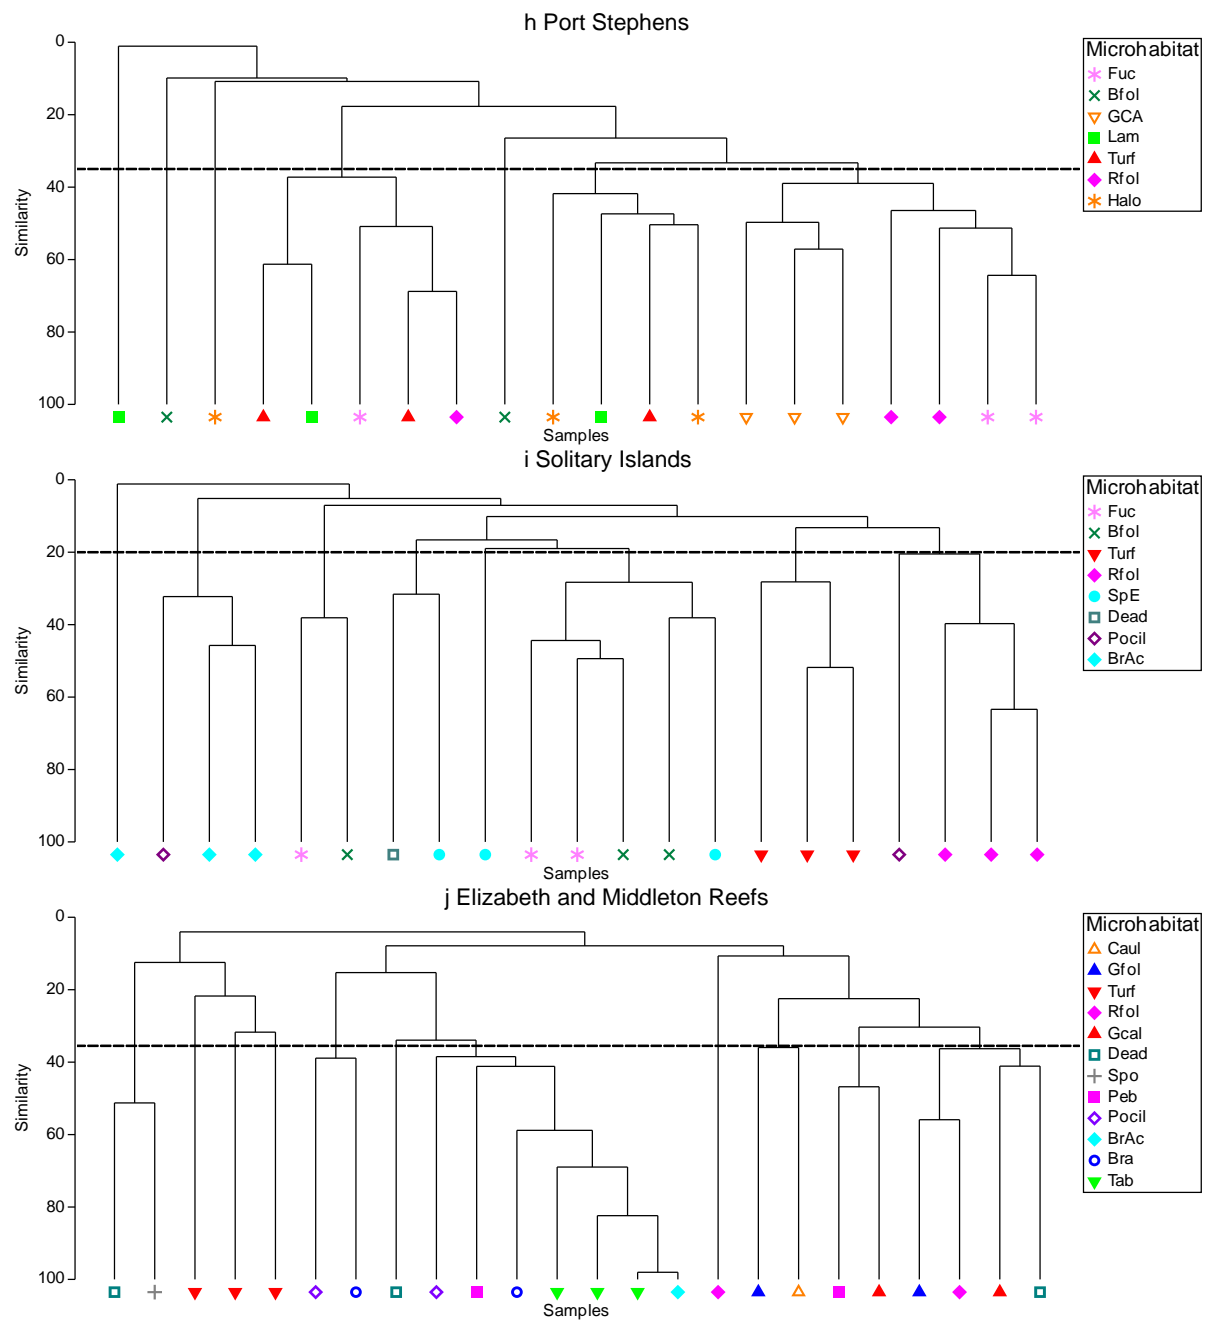 h Port Stephens
0
20
40
60
80
100
Similarity
Samples
Microhabitat
Fuc
Bfol
GCA
Lam
Turf
Rfol
Halo
i Solitary Islands
0
20
40
60
80
100
Similarity
Samples
Microhabitat
Fuc
Bfol
Turf
Rfol
SpE
Dead
Pocil
BrAc
j Elizabeth and Middleton Reefs
0
20
40
60
80
100
Similarity
Samples
Microhabitat
Caul
Gfol
Turf
Rfol
Gcal
Dead
Spo
Peb
Pocil
BrAc
Bra
Tab